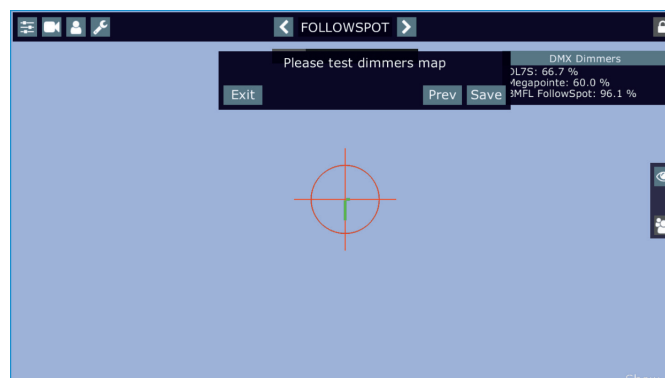 FOLLOWSPOT
Please test dimmers map
Exit
Prev
Save
DMX Dimmers
DL7S: 66.7 %
Megapointe: 60.0 %
BMFL FollowSpot: 96.1 %